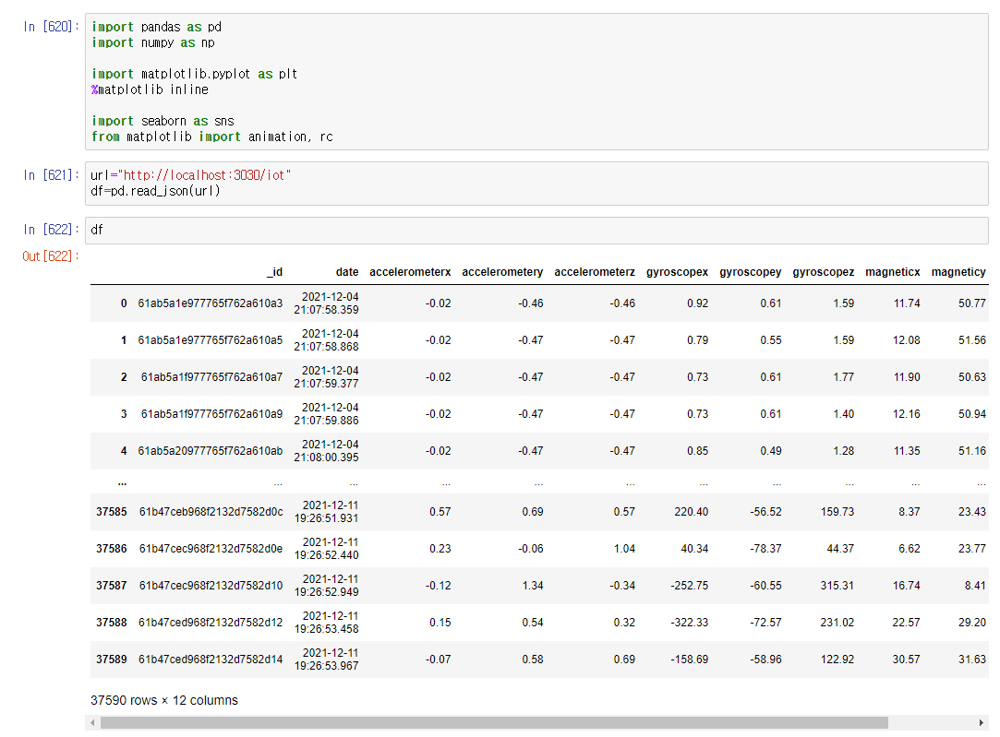 In [620]: import pandas as pd
import numpy as np
import matplotlib.pyplot as plt
%matplotlib inline
import seaborn as sns
from matplotlib import animation, rc
In [621]: url="http://localhost:3030/iot"
df=pd.read_json(url)
In [622]: df
Out[622]:
_id date accelerometerx accelerometery accelerometerz gyroscopex gyroscopey gyroscopez magneticx magneticy
0 61ab5a1e977765f762a610a3 2021-12-04 21:07:58.359 -0.02 -0.46 -0.46 0.92 0.61 1.59 11.74 50.77
1 61ab5a1e977765f762a610a5 2021-12-04 21:07:58.868 -0.02 -0.47 -0.47 0.79 0.55 1.59 12.08 51.56
2 61ab5a1f977765f762a610a7 2021-12-04 21:07:59.377 -0.02 -0.47 -0.47 0.73 0.61 1.77 11.90 50.63
3 61ab5a1f977765f762a610a9 2021-12-04 21:07:59.886 -0.02 -0.47 -0.47 0.73 0.61 1.40 12.16 50.94
4 61ab5a20977765f762a610ab 2021-12-04 21:08:00.395 -0.02 -0.47 -0.47 0.85 0.49 1.28 11.35 51.16
... ... ... ... ... ... ... ... ... ... ...
37585 61b47ceb968f2132d7582d0c 2021-12-11 19:26:51.931 0.57 0.69 0.57 220.40 -56.52 159.73 8.37 23.43
37586 61b47cec968f2132d7582d0e 2021-12-11 19:26:52.440 0.23 -0.06 1.04 40.34 -78.37 44.37 6.62 23.77
37587 61b47cec968f2132d7582d10 2021-12-11 19:26:52.949 -0.12 1.34 -0.34 -252.75 -60.55 315.31 16.74 8.41
37588 61b47ced968f2132d7582d12 2021-12-11 19:26:53.458 0.15 0.54 0.32 -322.33 -72.57 231.02 22.57 29.20
37589 61b47ced968f2132d7582d14 2021-12-11 19:26:53.967 -0.07 0.58 0.69 -158.69 -58.96 122.92 30.57 31.63
37590 rows × 12 columns